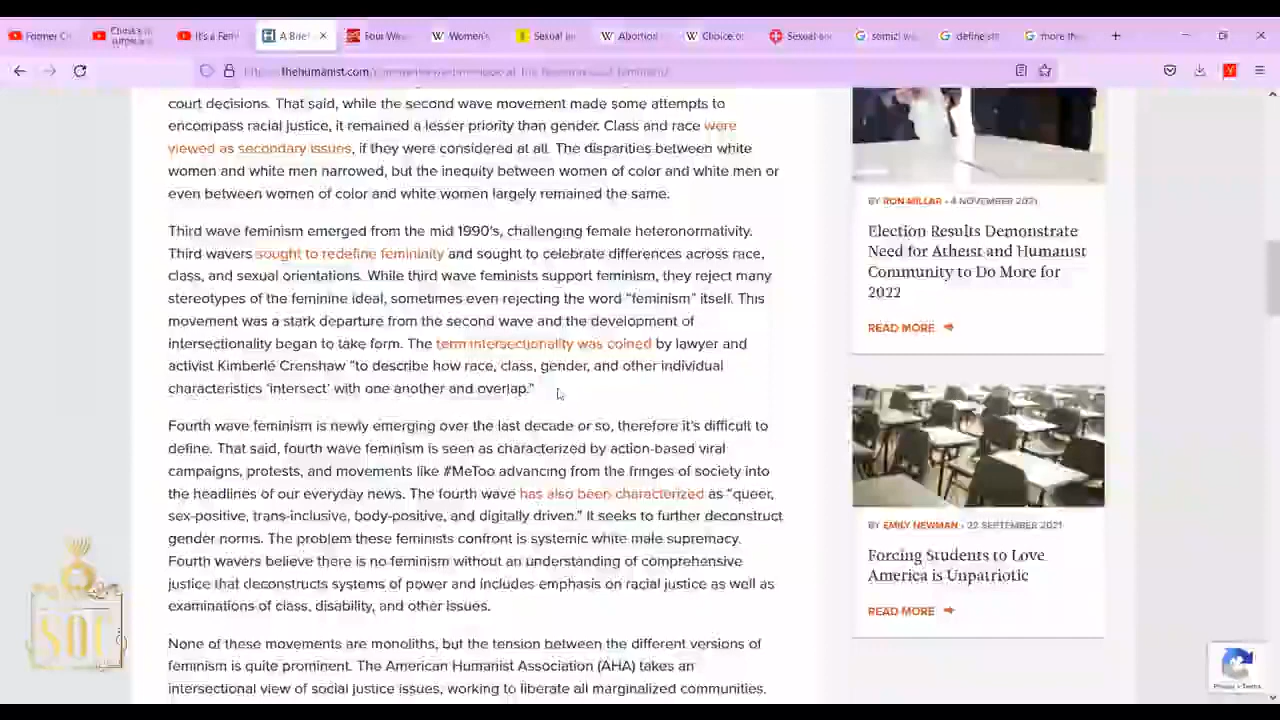 Former C
China's
It's a Fem
A Brief
Four Wav
W Women's
Sexual an
W Abortion
W Choice or
Sexual an
somizi w
define sti
more th
thehumanist.com
court decisions. That said, while the second wave movement made some attempts to
encompass racial justice, it remained a lesser priority than gender. Class and race were
viewed as secondary issues, if they were considered at all. The disparities between white
women and white men narrowed, but the inequity between women of color and white men or
even between women of color and white women largely remained the same.
Third wave feminism emerged from the mid 1990's, challenging female heteronormativity.
Third wavers sought to redefine femininity and sought to celebrate differences across race,
class, and sexual orientations. While third wave feminists support feminism, they reject many
stereotypes of the feminine ideal, sometimes even rejecting the word “feminism” itself. This
movement was a stark departure from the second wave and the development of
intersectionality began to take form. The term intersectionality was coined by lawyer and
activist Kimberlé Crenshaw “to describe how race, class, gender, and other individual
characteristics ‘intersect’ with one another and overlap.”
Fourth wave feminism is newly emerging over the last decade or so, therefore it's difficult to
define. That said, fourth wave feminism is seen as characterized by action-based viral
campaigns, protests, and movements like #MeToo advancing from the fringes of society into
the headlines of our everyday news. The fourth wave has also been characterized as “queer,
sex-positive, trans-inclusive, body-positive, and digitally driven.” It seeks to further deconstruct
gender norms. The problem these feminists confront is systemic white male supremacy.
Fourth wavers believe there is no feminism without an understanding of comprehensive
justice that deconstructs systems of power and includes emphasis on racial justice as well as
examinations of class, disability, and other issues.
None of these movements are monoliths, but the tension between the different versions of
feminism is quite prominent. The American Humanist Association (AHA) takes an
intersectional view of social justice issues, working to liberate all marginalized communities.
BY RON MILLAR • 4 NOVEMBER 2021
Election Results Demonstrate
Need for Atheist and Humanist
Community to Do More for
2022
READ MORE
BY EMILY NEWMAN • 22 SEPTEMBER 2021
Forcing Students to Love
America is Unpatriotic
READ MORE
Privacy • Terms